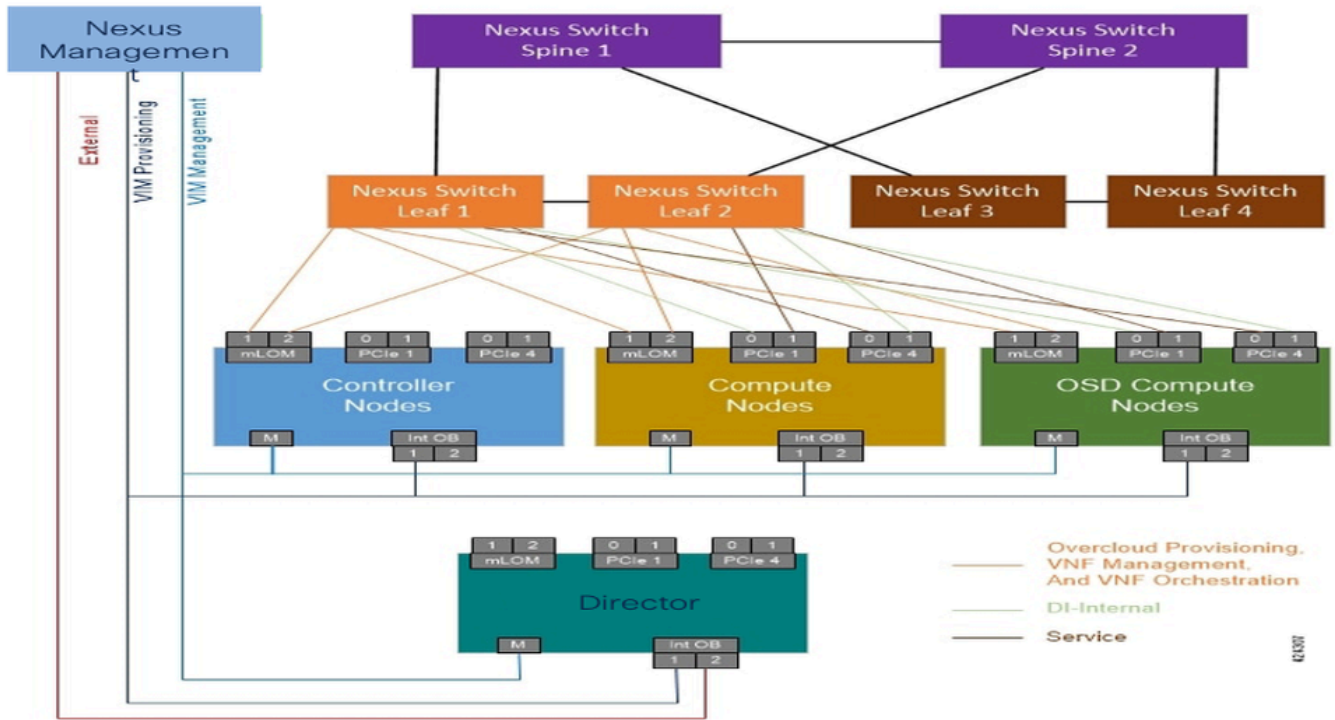 Nexus
Managemen
t
Nexus Switch
Spine 1
Nexus Switch
Spine 2
External
VIM Provisioning
VIM Management
Nexus Switch
Leaf 1
Nexus Switch
Leaf 2
Nexus Switch
Leaf 3
Nexus Switch
Leaf 4
1 2
mLOM
0 1
PCIe 1
0 1
PCIe 4
Controller
Nodes
M
Int OB
1 2
1 2
mLOM
0 1
PCIe 1
0 1
PCIe 4
Compute
Nodes
M
Int OB
1 2
1 2
mLOM
0 1
PCIe 1
0 1
PCIe 4
OSD Compute
Nodes
M
Int OB
1 2
1 2
mLOM
0 1
PCIe 1
0 1
PCIe 4
Director
M
Int OB
1 2
Overcloud Provisioning,
VNF Management,
And VNF Orchestration
DI-Internal
Service